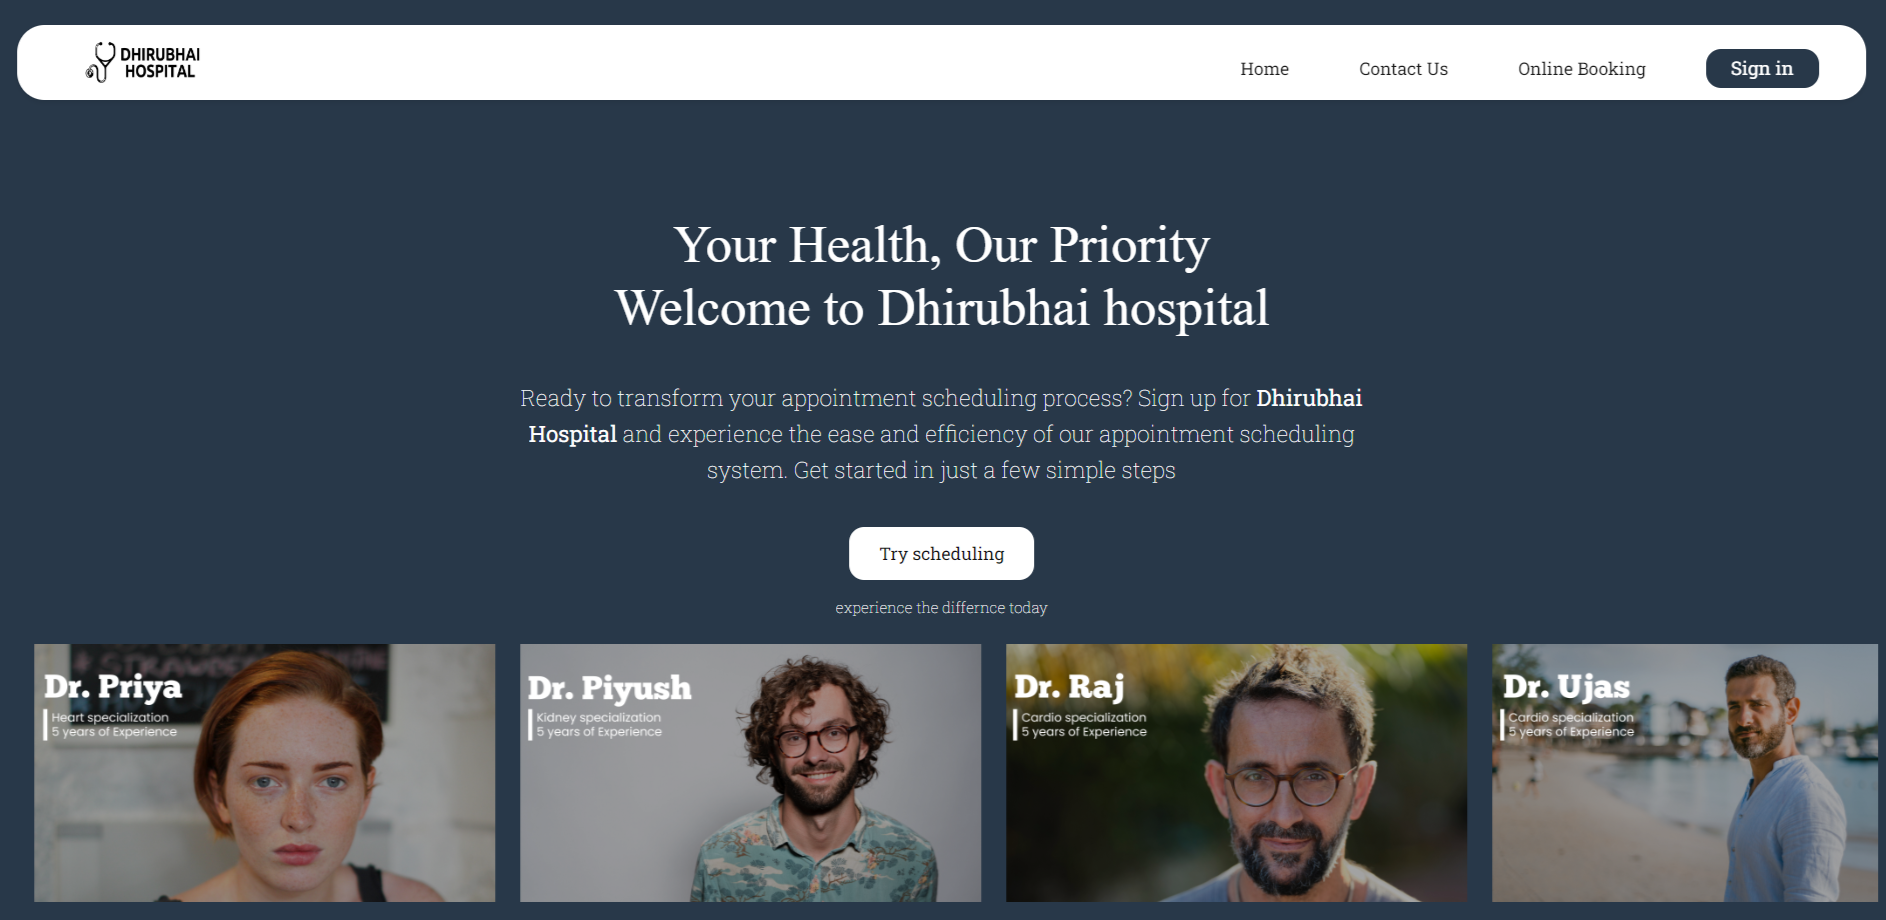 DHIRUBHAI
HOSPITAL
Home
Contact Us
Online Booking
Sign in
Your Health, Our Priority
Welcome to Dhirubhai hospital
Ready to transform your appointment scheduling process? Sign up for Dhirubhai
Hospital and experience the ease and efficiency of our appointment scheduling
system. Get started in just a few simple steps
Try scheduling
experience the differnce today
Dr. Priya
Heart specialization
5 years of Experience
Dr. Piyush
Kidney specialization
5 years of Experience
Dr. Raj
Cardio specialization
5 years of Experience
Dr. Ujas
Cardio specialization
5 years of Experience